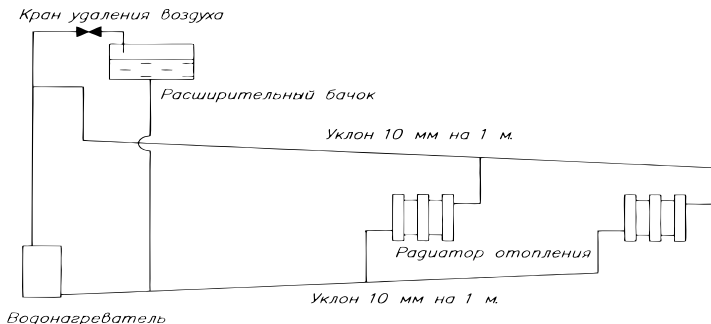 Кран удаления воздуха
Расширительный бачок
Уклон 10 мм на 1 м.
Радиатор отопления
Уклон 10 мм на 1 м.
Водонагреватель